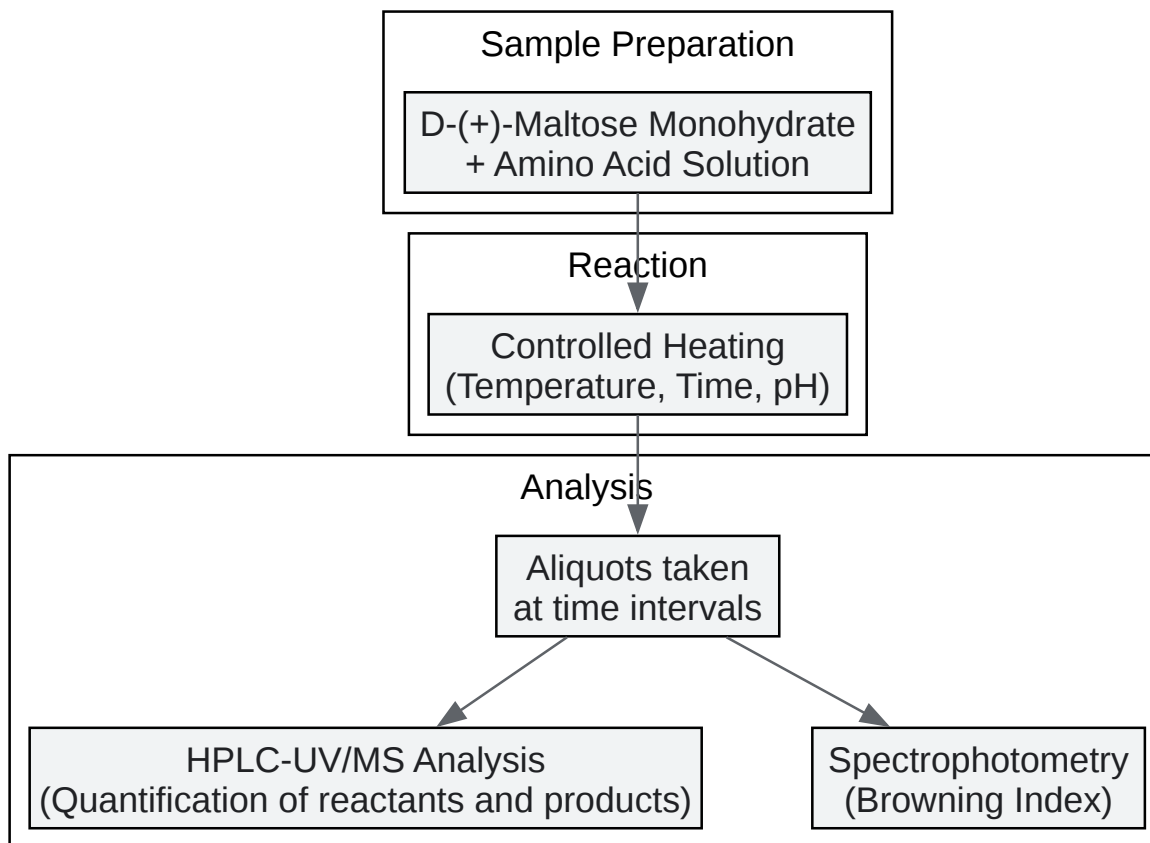 Sample Preparation
D-(+)-Maltose Monohydrate
+ Amino Acid Solution
Reaction
Controlled Heating
(Temperature, Time, pH)
Analysis
Aliquots taken
at time intervals
HPLC-UV/MS Analysis
(Quantification of reactants and products)
Spectrophotometry
(Browning Index)